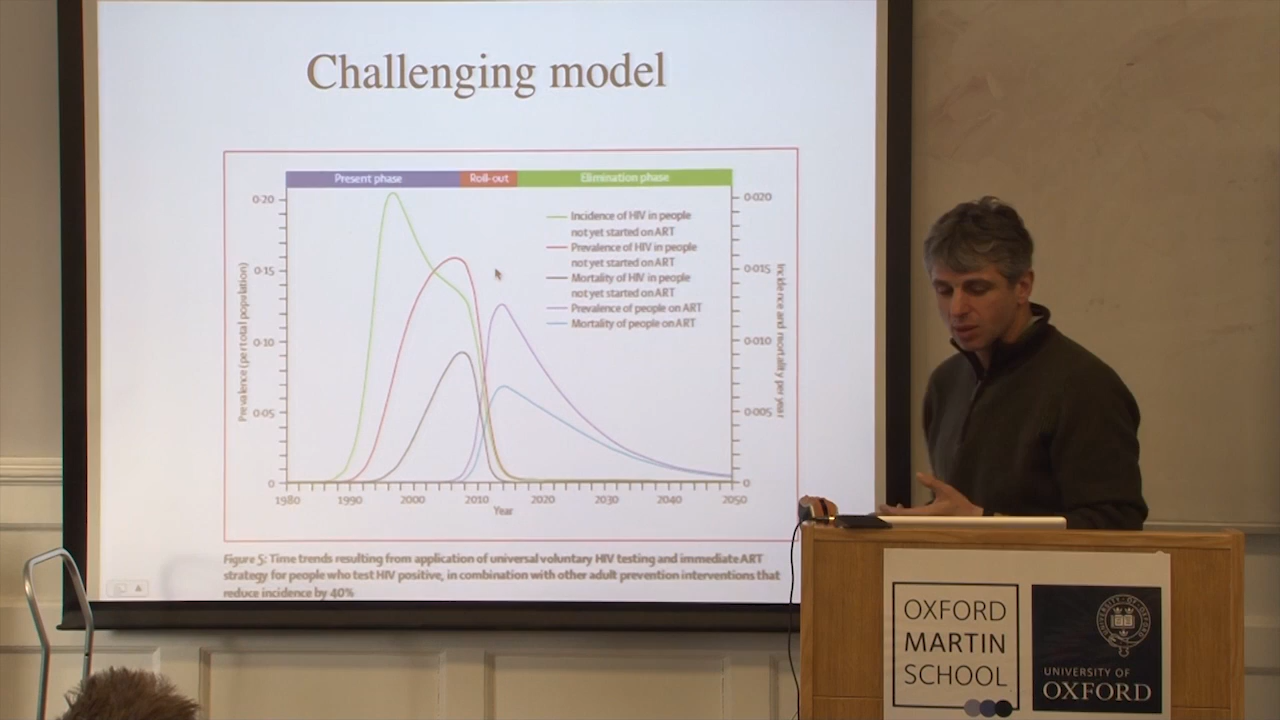 Challenging model
Present phase
Roll-out
Elimination phase
0·20
0·15
0·10
0·05
0
Prevalence (per total population)
Incidence of HIV in people
not yet started on ART
Prevalence of HIV in people
not yet started on ART
Mortality of HIV in people
not yet started on ART
Prevalence of people on ART
Mortality of people on ART
0·020
0·015
0·010
0·005
0
Incidence and mortality per year
1980 1990 2000 2010 2020 2030 2040 2050
Year
Figure 5: Time trends resulting from application of universal voluntary HIV testing and immediate ART
strategy for people who test HIV positive, in combination with other adult prevention interventions that
reduce incidence by 40%
OXFORD
MARTIN
SCHOOL
UNIVERSITY OF
OXFORD